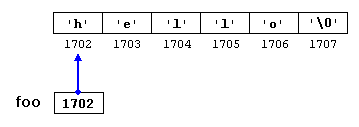 'h' 'e' 'l' 'l' 'o' '\0'
1702 1703 1704 1705 1706 1707
foo 1702